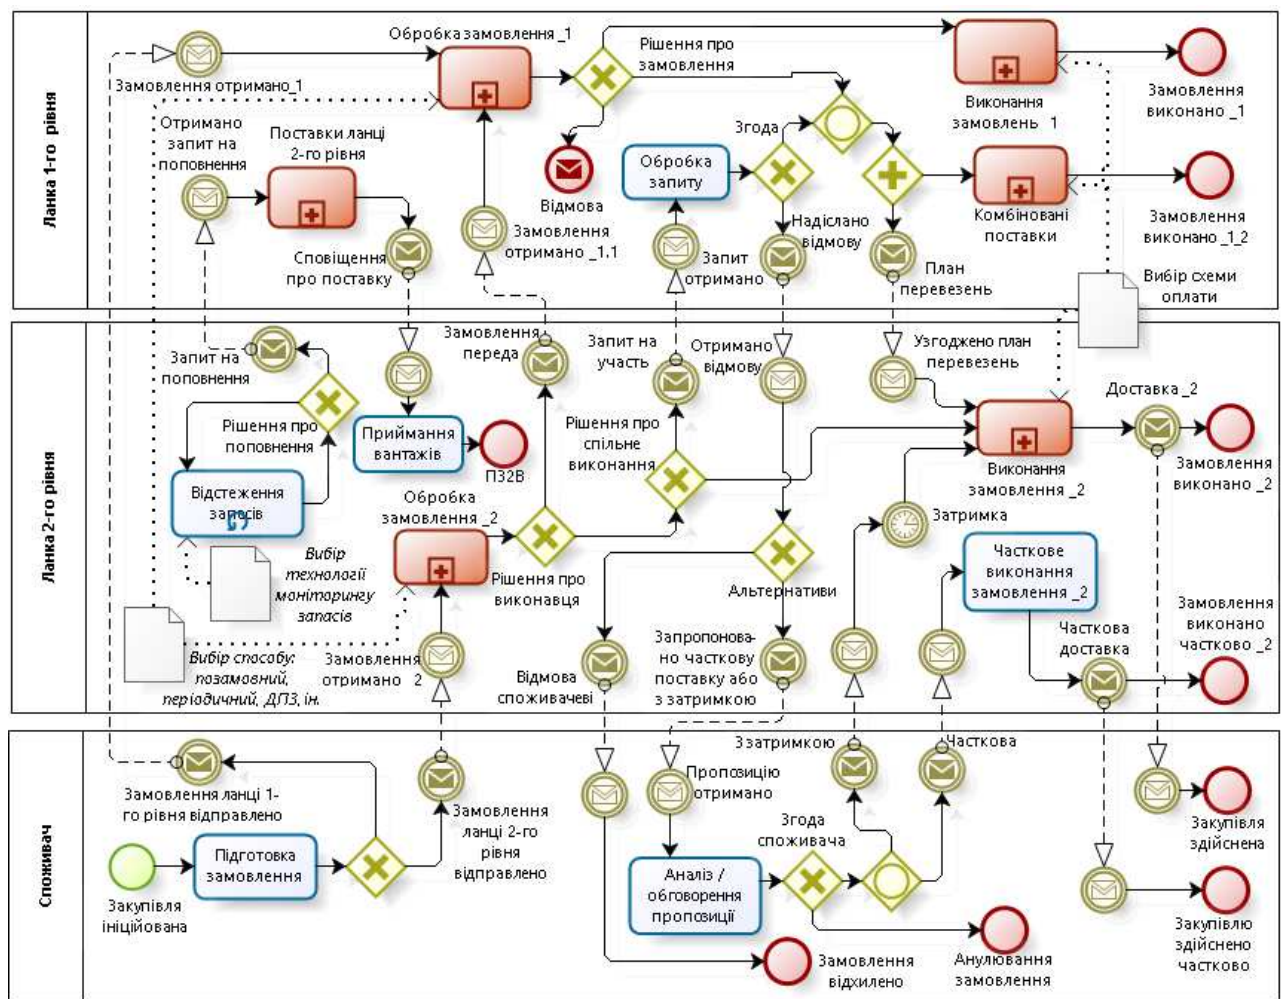 Ланка 1-го рівня
Замовлення отримано_1
Обробка замовлення _1
Рішення про
замовлення
Виконання
замовлень 1
Замовлення
виконано _1
Отримано
запит на
поповнення
Поставки ланці
2-го рівня
Сповіщення
про поставку
Відмова
Замовлення
отримано _1.1
Обробка
запиту
Згода
Запит
отримано
Надіслано
відмову
План
перевезень
Комбіновані
поставки
Замовлення
виконано _1_2
Вибір схеми
оплати
Ланка 2-го рівня
Запит на
поповнення
Рішення про
поповнення
Відстеження
запасів
Вибір
технології
моніторингу
запасів
Вибір способу:
позамовний,
періодичний, ДПЗ, ін.
Приймання
вантажів
ПЗ2В
Замовлення
переда
Запит на
участь
Отримано
відмову
Узгоджено план
перевезень
Рішення про
спільне
виконання
Обробка
замовлення _2
Рішення про
виконавця
Замовлення
отримано 2
Альтернативи
Відмова
споживачеві
Запропонова-
но часткову
поставку або
з затримкою
Виконання
замовлення _2
Затримка
Доставка _2
Замовлення
виконано _2
Часткове
виконання
замовлення _2
Часткова
доставка
Замовлення
виконано
частково _2
Споживач
Замовлення ланці 1-
го рівня відправлено
Закупівля
ініційована
Підготовка
замовлення
Замовлення
ланці 2-го
рівня
відправлено
Пропозицію
отримано
З затримкою
Часткова
Згода
споживача
Аналіз /
обговорення
пропозиції
Замовлення
відхилено
Анулювання
замовлення
Закупівля
здійснена
Закупівлю
здійснено
частково